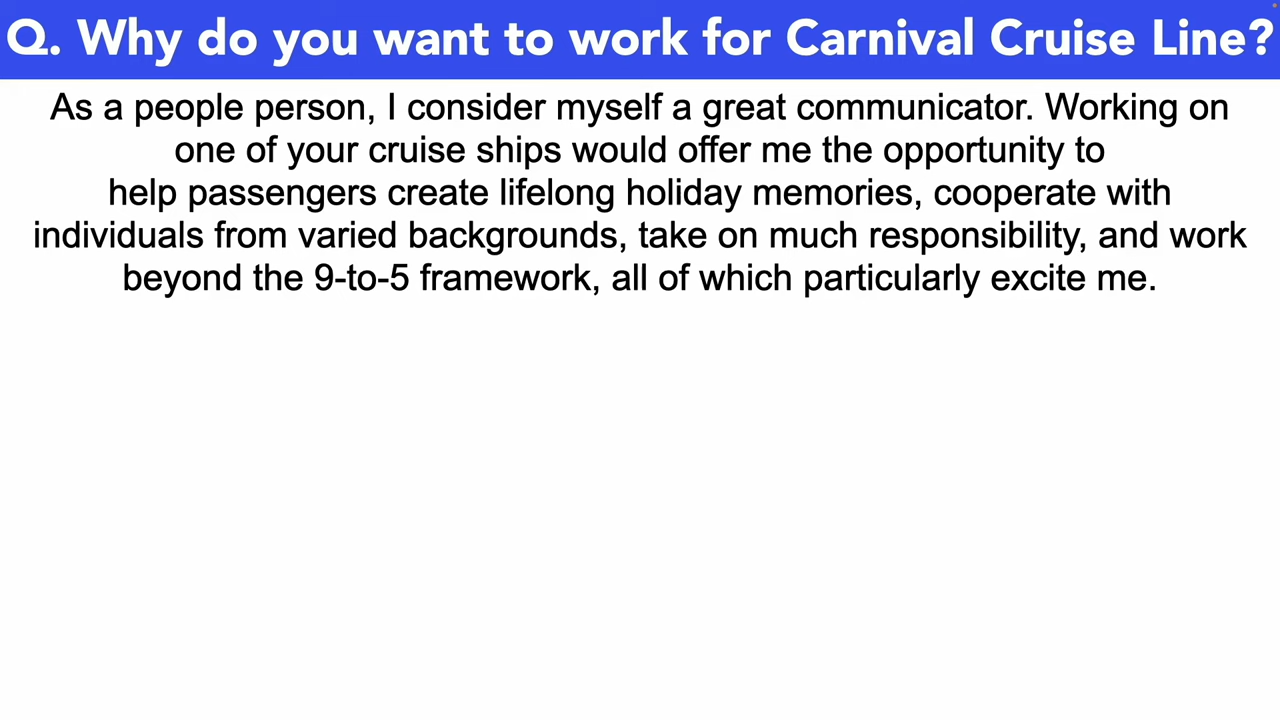 Q. Why do you want to work for Carnival Cruise Line?
As a people person, I consider myself a great communicator. Working on
one of your cruise ships would offer me the opportunity to
help passengers create lifelong holiday memories, cooperate with
individuals from varied backgrounds, take on much responsibility, and work
beyond the 9-to-5 framework, all of which particularly excite me.